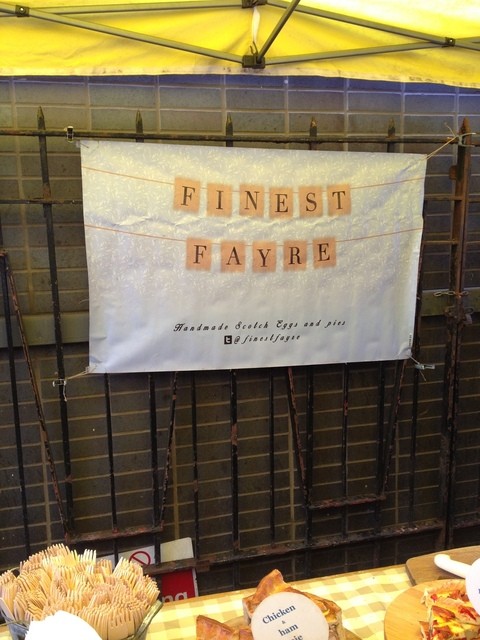 FINEST
FAYRE
Handmade Scotch Eggs and pies
@finestfayre
Chicken
&
ham